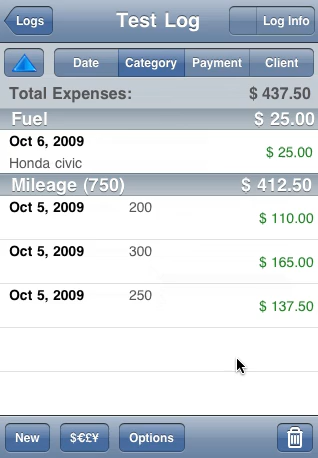 Logs Test Log Log Info
Date Category Payment Client
Total Expenses: $ 437.50
Fuel $ 25.00
Oct 6, 2009
Honda civic $ 25.00
Mileage (750) $ 412.50
Oct 5, 2009 200 $ 110.00
Oct 5, 2009 300 $ 165.00
Oct 5, 2009 250 $ 137.50
New $€£¥ Options